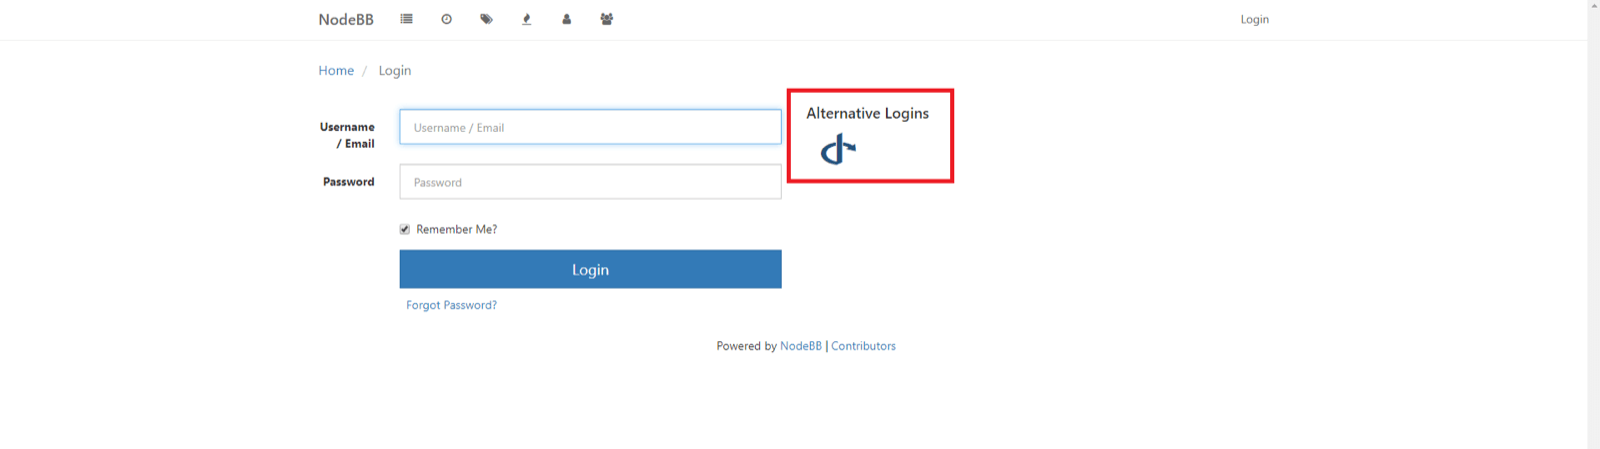 NodeBB
Login
Home / Login
Username
/ Email
Username / Email
Alternative Logins
Password
Password
Remember Me?
Login
Forgot Password?
Powered by NodeBB | Contributors